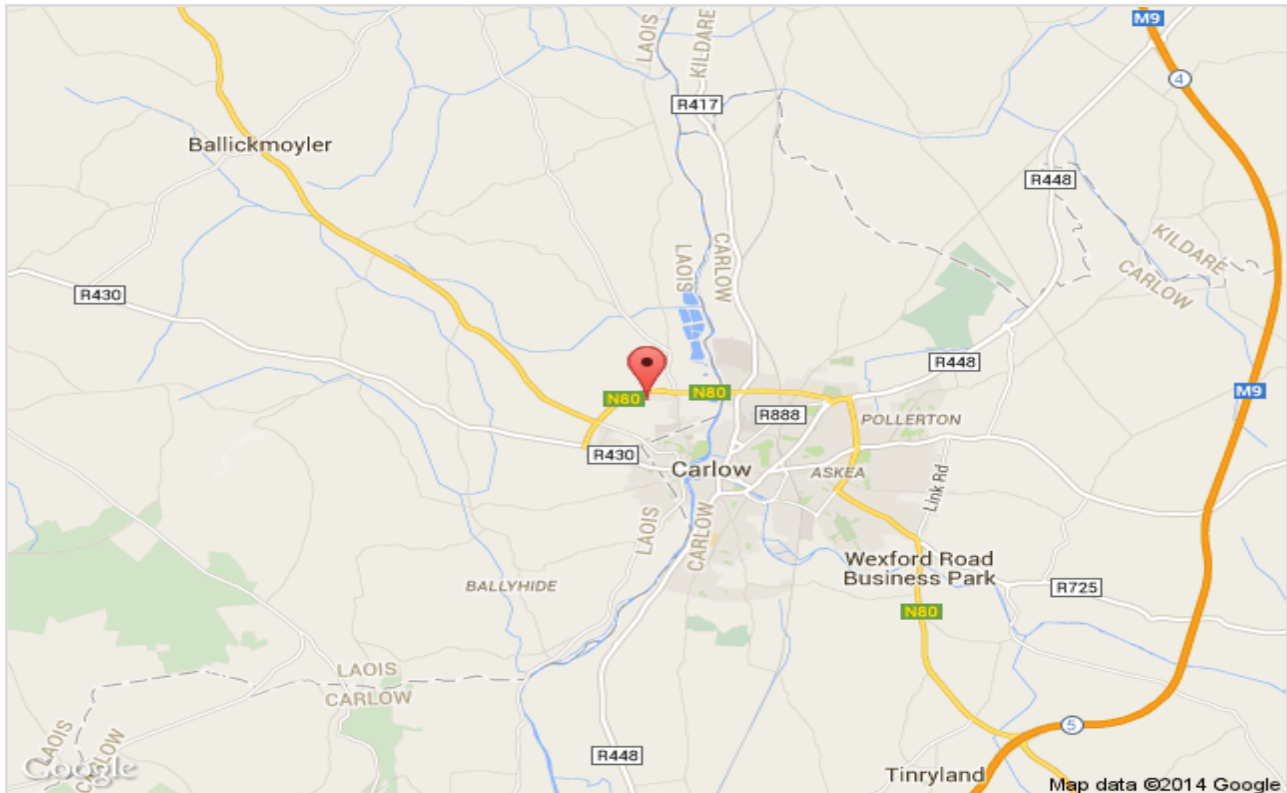 M9
LAOIS
KILDARE
4
R417
Ballickmoyler
R448
CARLOW
LAOIS
KILDARE
CARLOW
R430
R448
M9
N80
N80
R888
POLLERTON
R430
Carlow
ASKEA
Link Rd
LAOIS
CARLOW
Wexford Road
Business Park
BALLYHIDE
R725
N80
LAOIS
CARLOW
5
LAOIS
CARLOW
R448
Google
Tinryland
Map data ©2014 Google